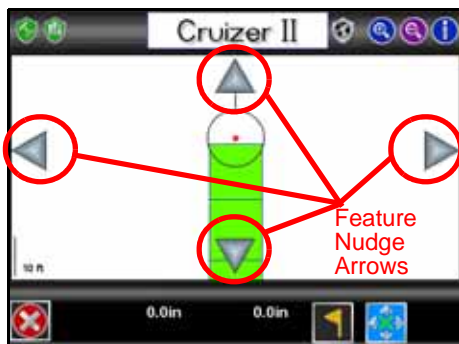 Cruizer II
Feature
Nudge
Arrows
10 ft
0.0in 0.0in